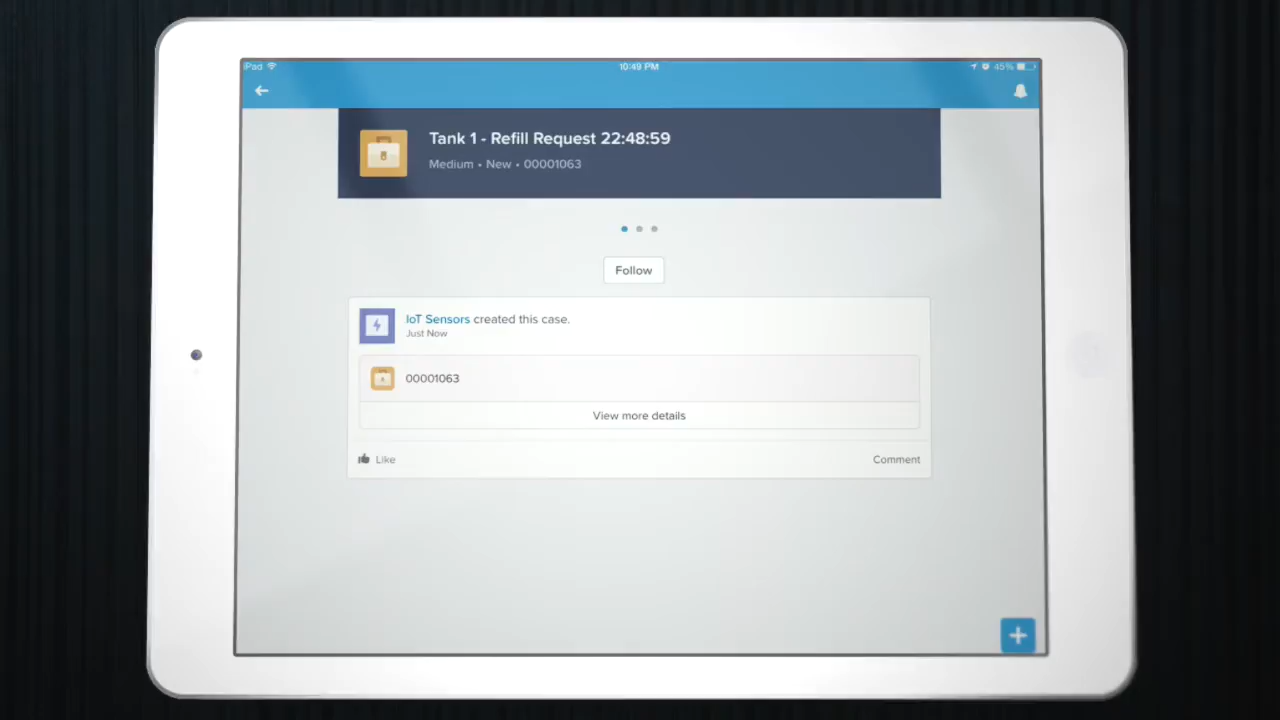 iPad 10:49 PM 45%
Tank 1 - Refill Request 22:48:59
Medium • New • 00001063
Follow
IoT Sensors created this case.
Just Now
00001063
View more details
Like Comment